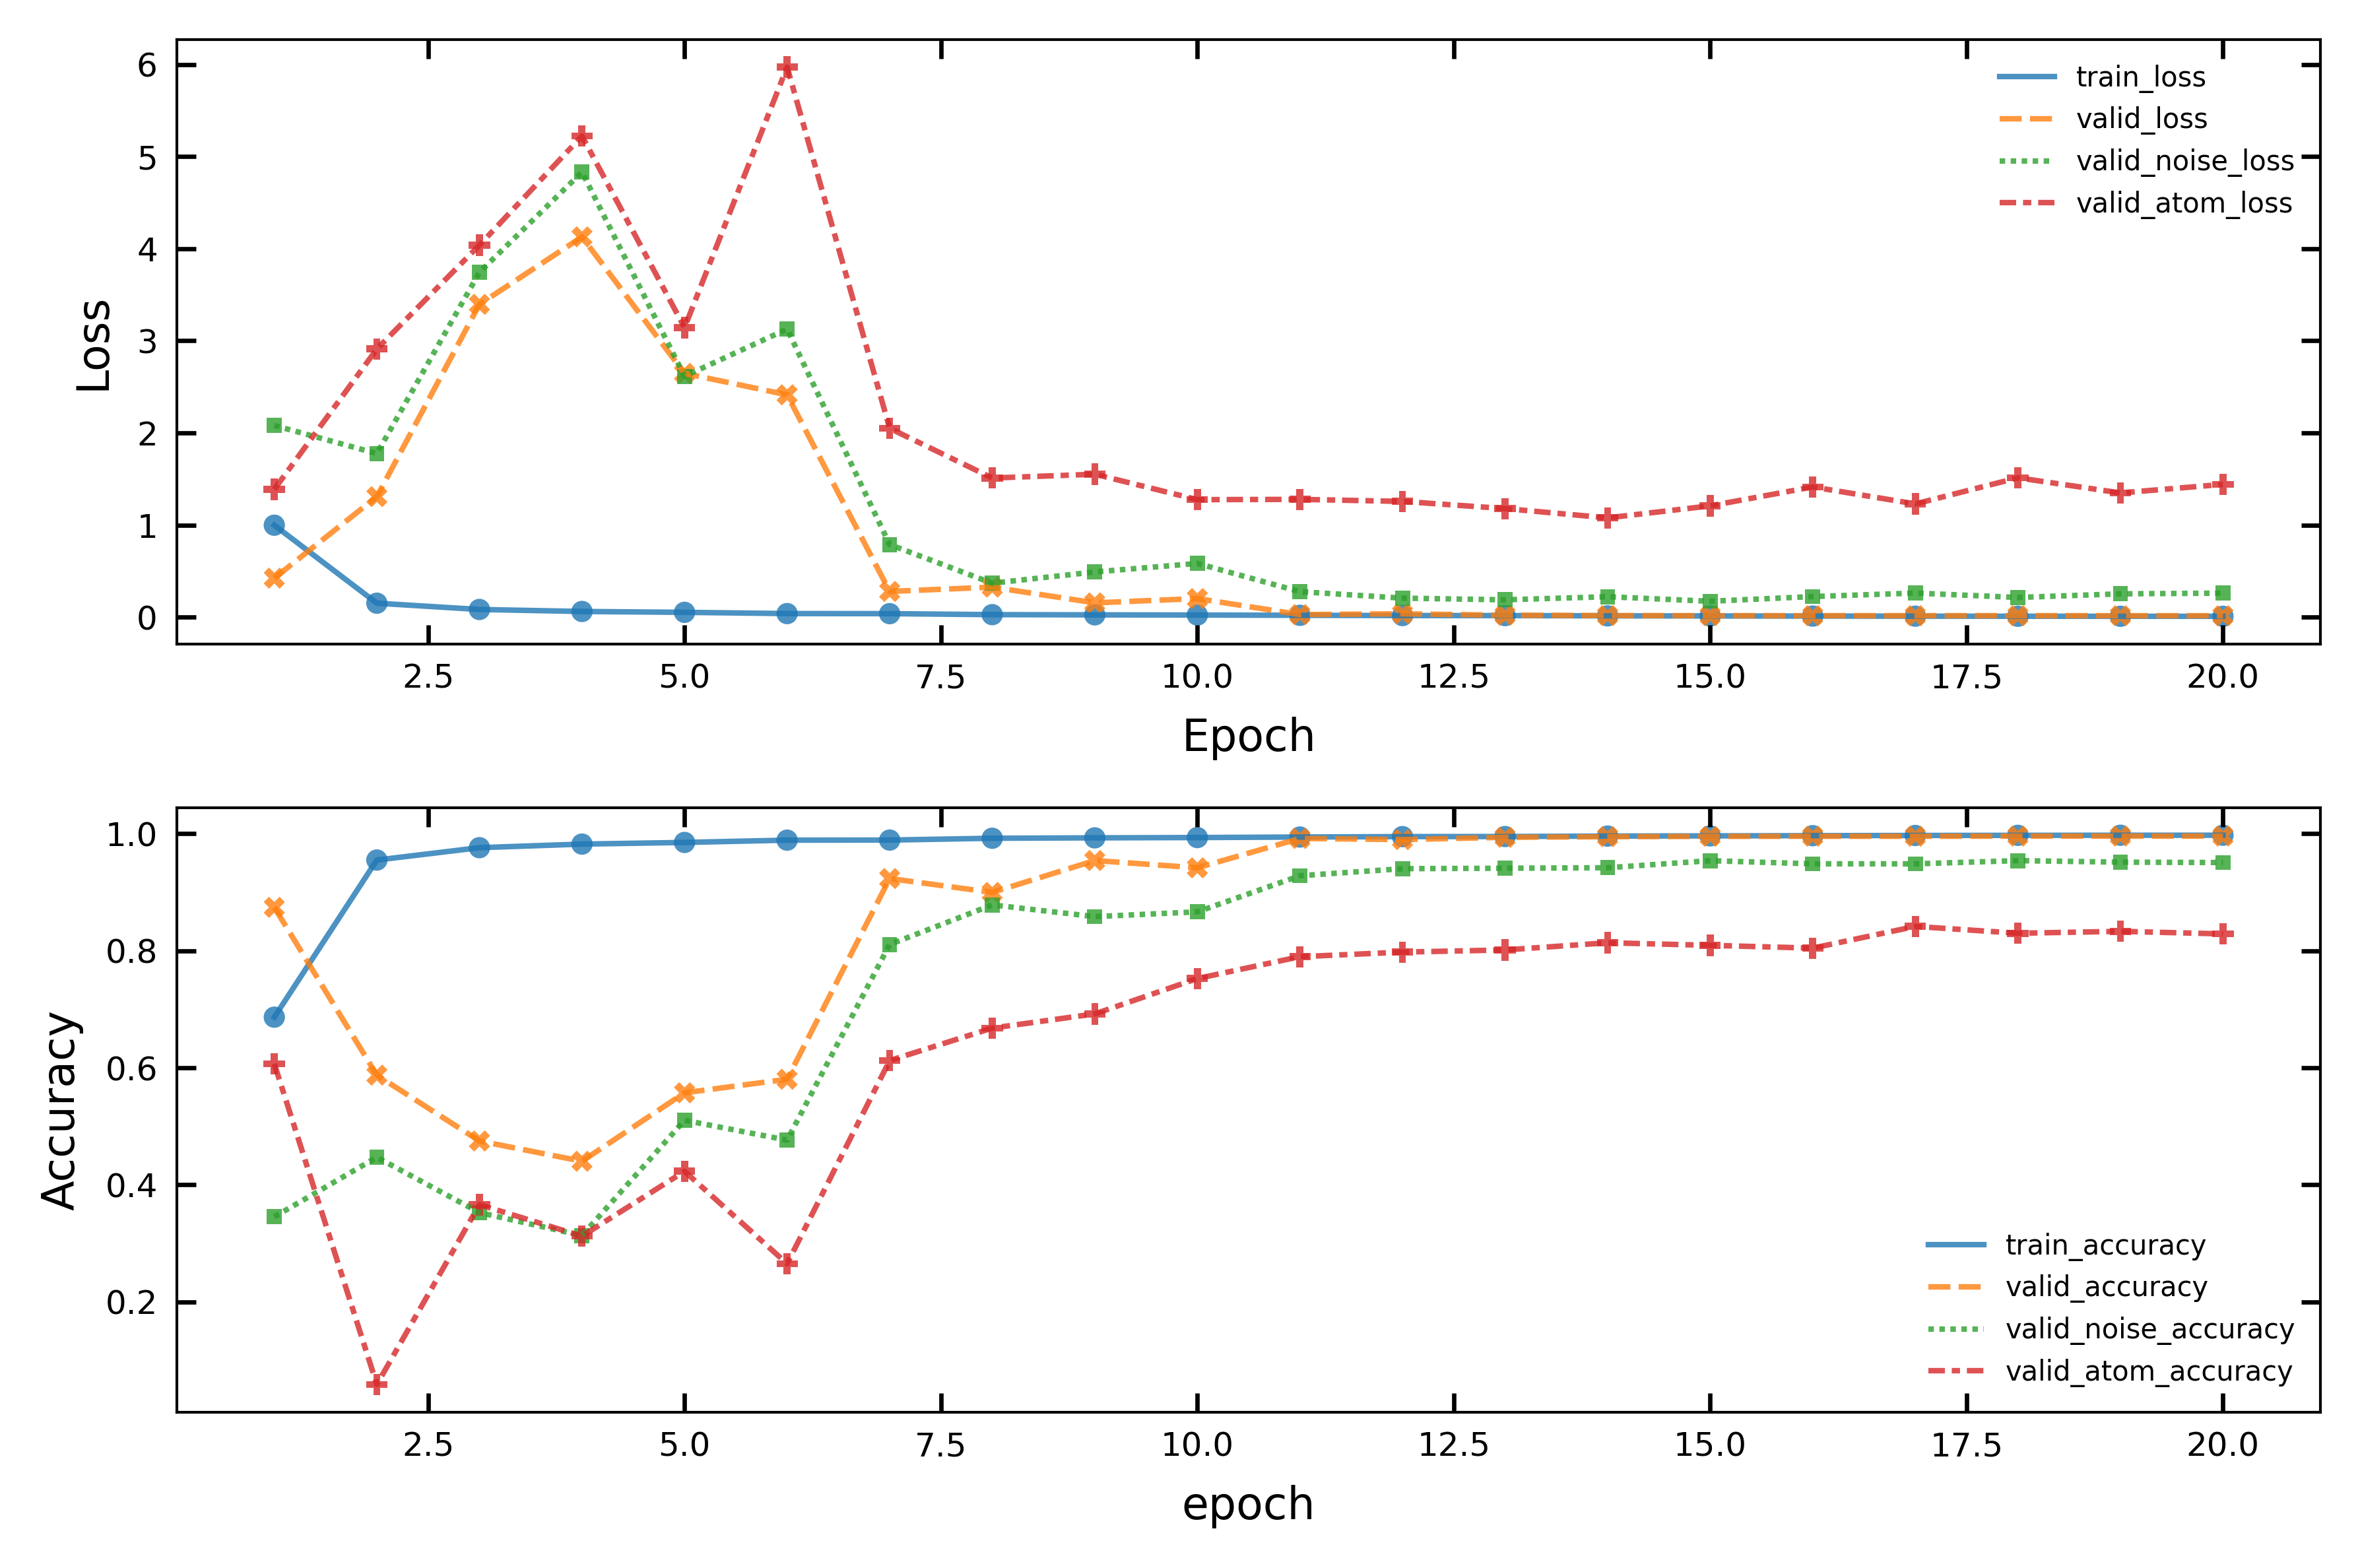 6
5
4
3
2
1
0
Loss
train_loss
valid_loss
valid_noise_loss
valid_atom_loss
2.5 5.0 7.5 10.0 12.5 15.0 17.5 20.0
Epoch
1.0
0.8
0.6
0.4
0.2
Accuracy
train_accuracy
valid_accuracy
valid_noise_accuracy
valid_atom_accuracy
2.5 5.0 7.5 10.0 12.5 15.0 17.5 20.0
epoch